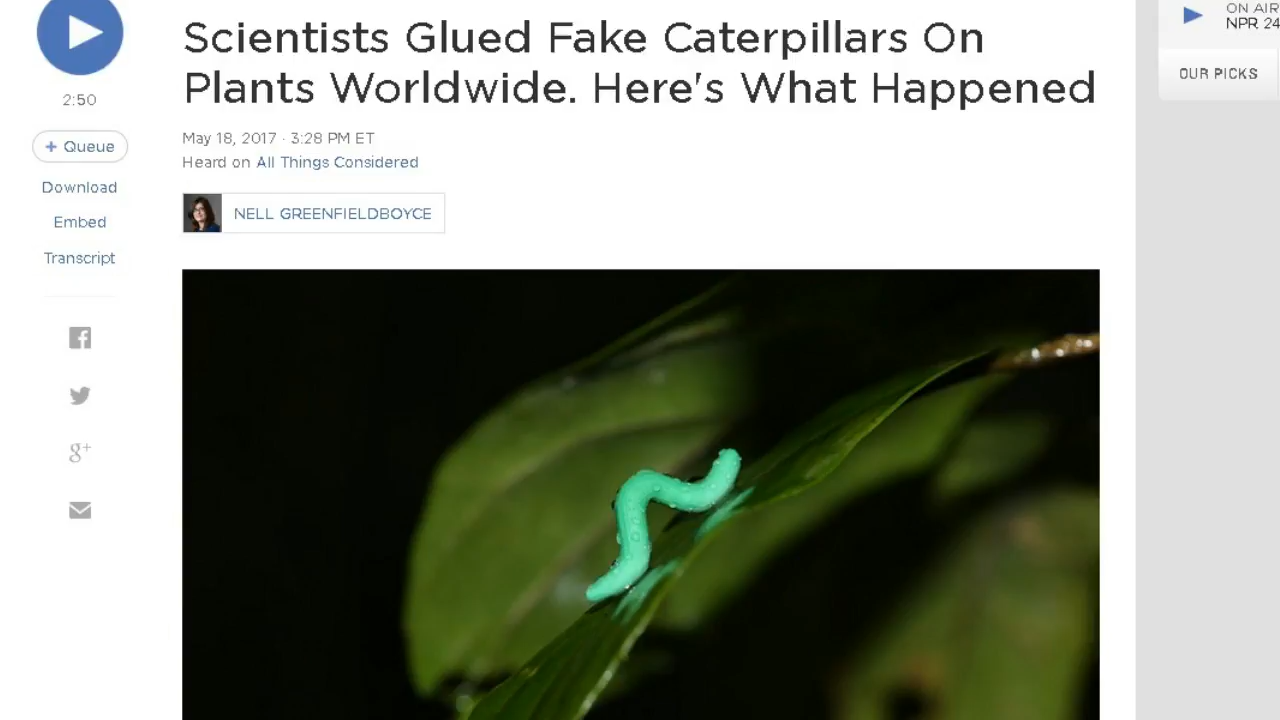 Scientists Glued Fake Caterpillars On
Plants Worldwide. Here's What Happened
2:50
+ Queue
Download
Embed
Transcript
May 18, 2017 · 3:28 PM ET
Heard on All Things Considered
NELL GREENFIELDBOYCE
ON AIR
NPR 24
OUR PICKS
g+